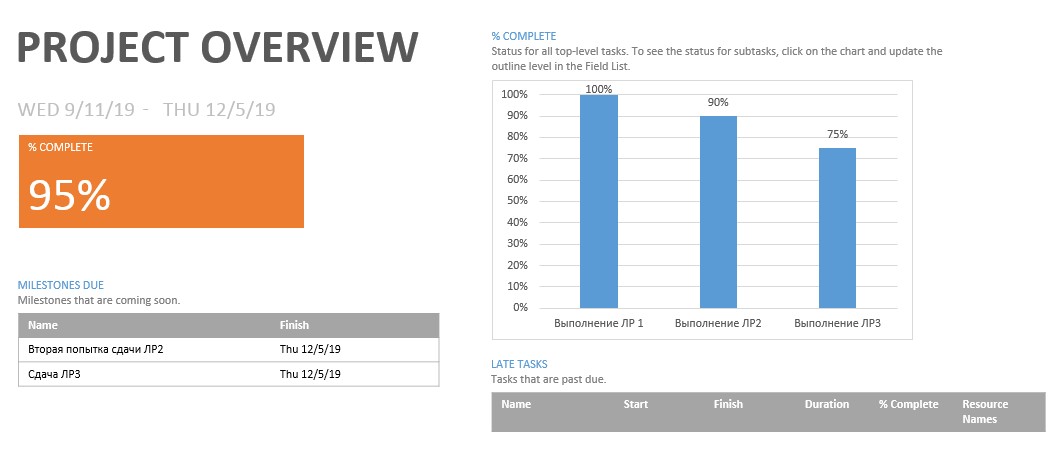 PROJECT OVERVIEW
WED 9/11/19 - THU 12/5/19
% COMPLETE
95%
MILESTONES DUE
Milestones that are coming soon.
Name Finish
Вторая попытка сдачи ЛР2 Thu 12/5/19
Сдача ЛР3 Thu 12/5/19
% COMPLETE
Status for all top-level tasks. To see the status for subtasks, click on the chart and update the
outline level in the Field List.
100%
90%
80%
70%
60%
50%
40%
30%
20%
10%
0%
100%
90%
75%
Выполнение ЛР 1 Выполнение ЛР2 Выполнение ЛР3
LATE TASKS
Tasks that are past due.
Name Start Finish Duration % Complete Resource
Names